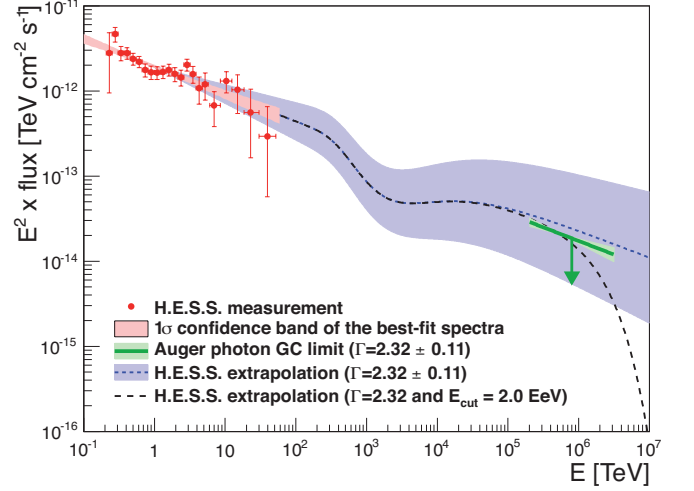 E² x flux [TeV cm⁻² s⁻¹]
10⁻¹¹
10⁻¹²
10⁻¹³
10⁻¹⁴
10⁻¹⁵
10⁻¹⁶
H.E.S.S. measurement
1σ confidence band of the best-fit spectra
Auger photon GC limit (Γ=2.32 ± 0.11)
H.E.S.S. extrapolation (Γ=2.32 ± 0.11)
H.E.S.S. extrapolation (Γ=2.32 and E_cut = 2.0 EeV)
10⁻¹ 1 10 10² 10³ 10⁴ 10⁵ 10⁶ 10⁷
E [TeV]